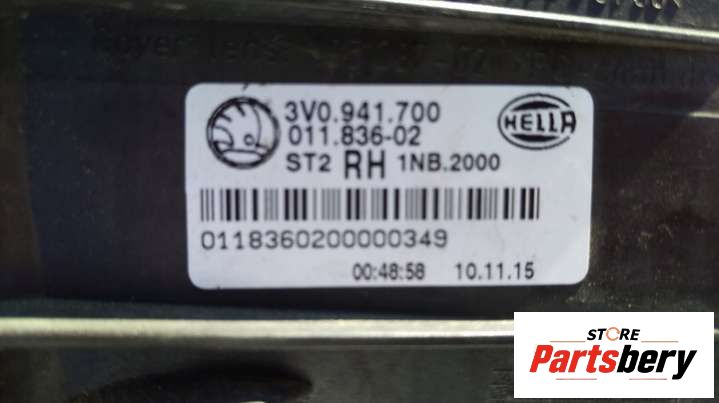 3V0.941.700
011.836-02
HELLA
ST2 RH 1NB.2000
0118360200000349
00:48:58 10.11.15
STORE
Partsbery